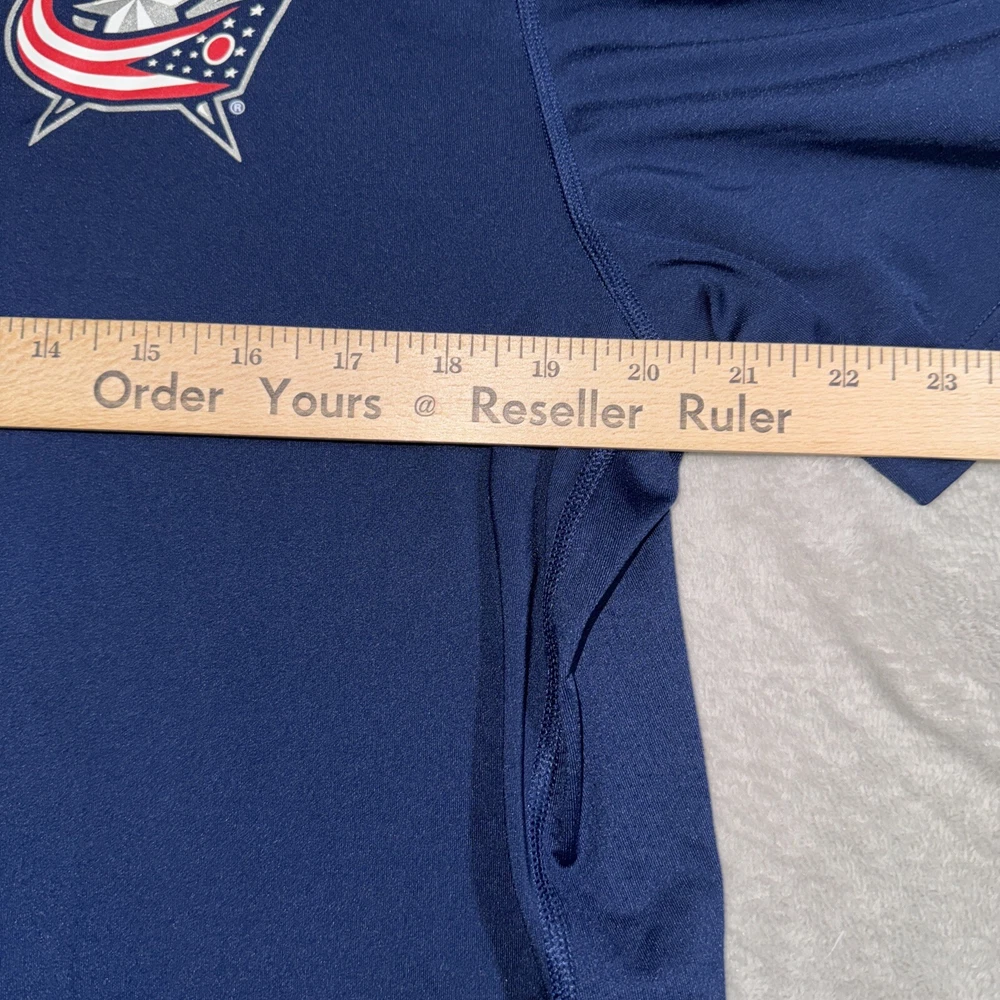 ®
14 15 16 17 18 19 20 21 22 23
Order Yours @ Reseller Ruler